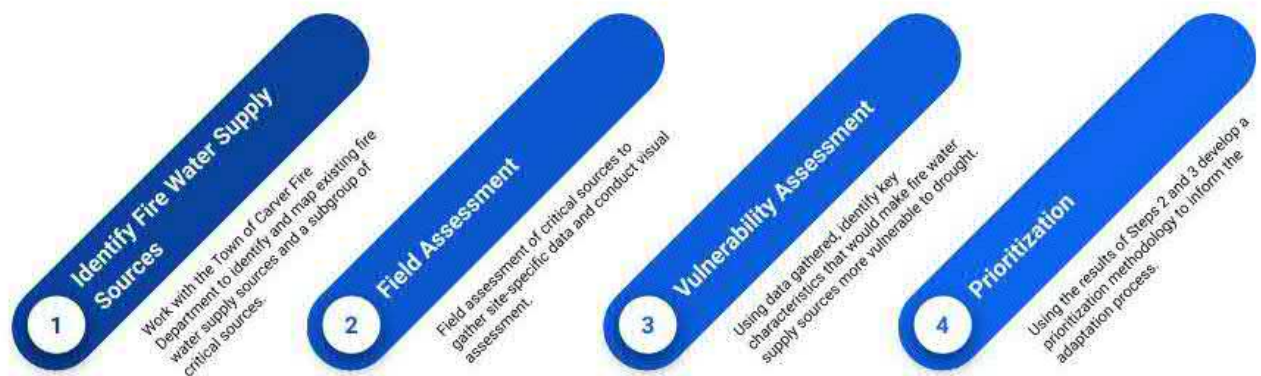 1
Identify Fire Water Supply
Sources
Work with the Town of Carver Fire
Department to identify and map existing fire
water supply sources and a subgroup of
critical sources.
2
Field Assessment
Field assessment of critical sources to
gather site-specific data and conduct visual
assessment.
3
Vulnerability Assessment
Using data gathered, identify key
characteristics that would make fire water
supply sources more vulnerable to drought.
4
Prioritization
Using the results of Steps 2 and 3 develop a
prioritization methodology to inform the
adaptation process.